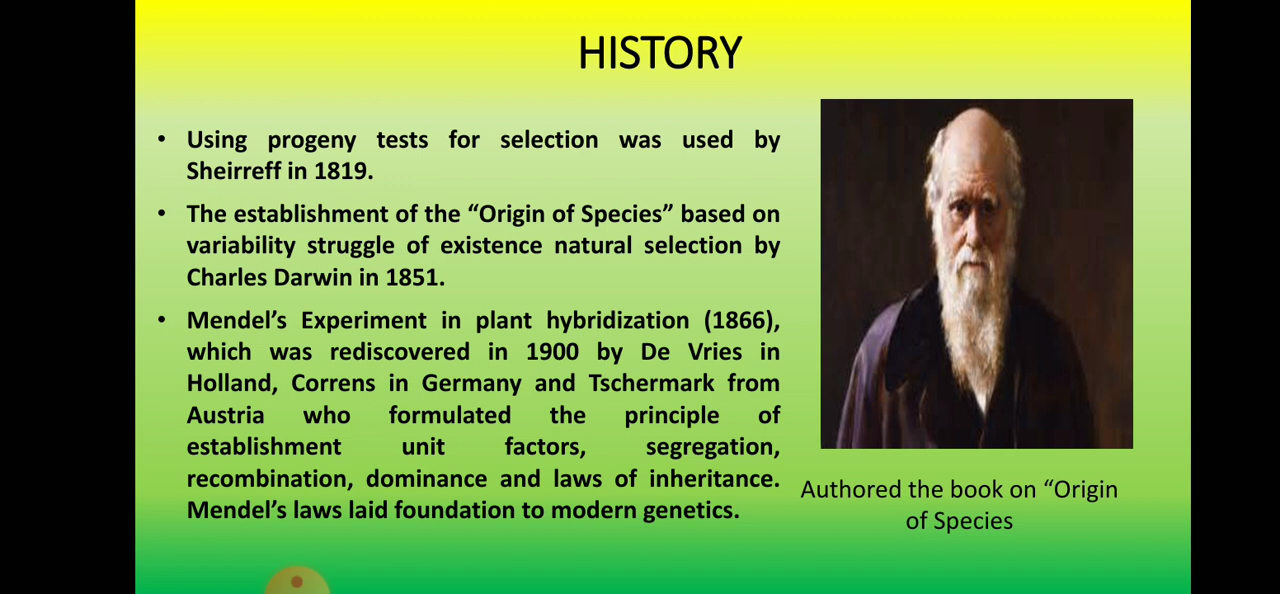 HISTORY
• Using progeny tests for selection was used by
Sheirreff in 1819.
• The establishment of the “Origin of Species” based on
variability struggle of existence natural selection by
Charles Darwin in 1851.
• Mendel’s Experiment in plant hybridization (1866),
which was rediscovered in 1900 by De Vries in
Holland, Correns in Germany and Tschermark from
Austria who formulated the principle of
establishment unit factors, segregation,
recombination, dominance and laws of inheritance.
Mendel’s laws laid foundation to modern genetics.
Authored the book on “Origin
of Species